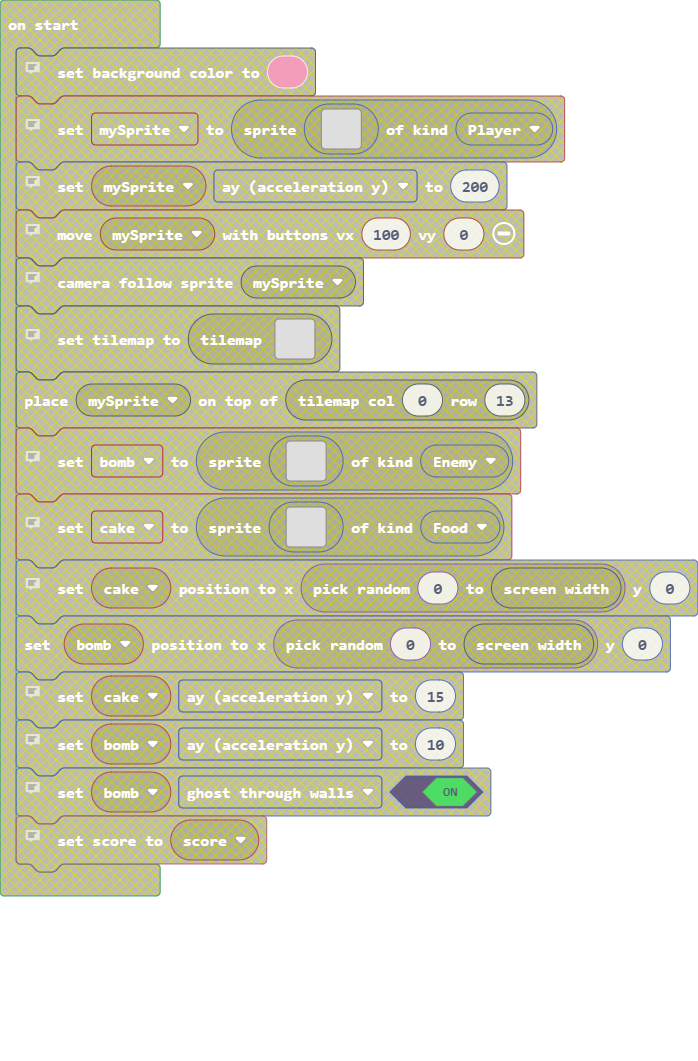 on start
set background color to
set mySprite to sprite of kind Player
set mySprite ay (acceleration y) to 200
move mySprite with buttons vx 100 vy 0
camera follow sprite mySprite
set tilemap to tilemap
place mySprite on top of tilemap col 0 row 13
set bomb to sprite of kind Enemy
set cake to sprite of kind Food
set cake position to x pick random 0 to screen width y 0
set bomb position to x pick random 0 to screen width y 0
set cake ay (acceleration y) to 15
set bomb ay (acceleration y) to 10
set bomb ghost through walls ON
set score to score